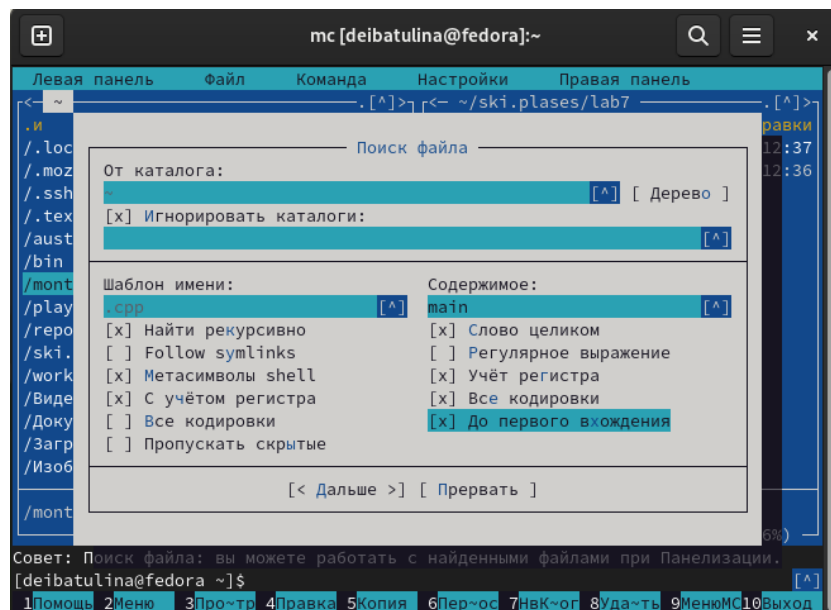 mc [deibatulina@fedora]:~
Левая панель Файл Команда Настройки Правая панель
<— ~ .[^]> <— ~/ski.plases/lab7 .[^]>
.и равки
/.loc 12:37
/.moz 12:36
/.ssh
/.tex
/aust
/bin
/mont
/play
/repo
/ski.
/work
/Виде
/Доку
/Загр
/Изоб
/mont
6%)
Поиск файла
От каталога:
~ [^] [ Дерево ]
[x] Игнорировать каталоги:
[^]
Шаблон имени: Содержимое:
.cpp [^] main [^]
[x] Найти рекурсивно [x] Слово целиком
[ ] Follow symlinks [ ] Регулярное выражение
[x] Метасимволы shell [x] Учёт регистра
[x] С учётом регистра [x] Все кодировки
[ ] Все кодировки [x] До первого вхождения
[ ] Пропускать скрытые
[< Дальше >] [ Прервать ]
Совет: Поиск файла: вы можете работать с найденными файлами при Панелизации.
[deibatulina@fedora ~]$ [^]
1Помощь 2Меню 3Про~тр 4Правка 5Копия 6Пер~ос 7НвК~ог 8Уда~ть 9МенюMC 10Выход